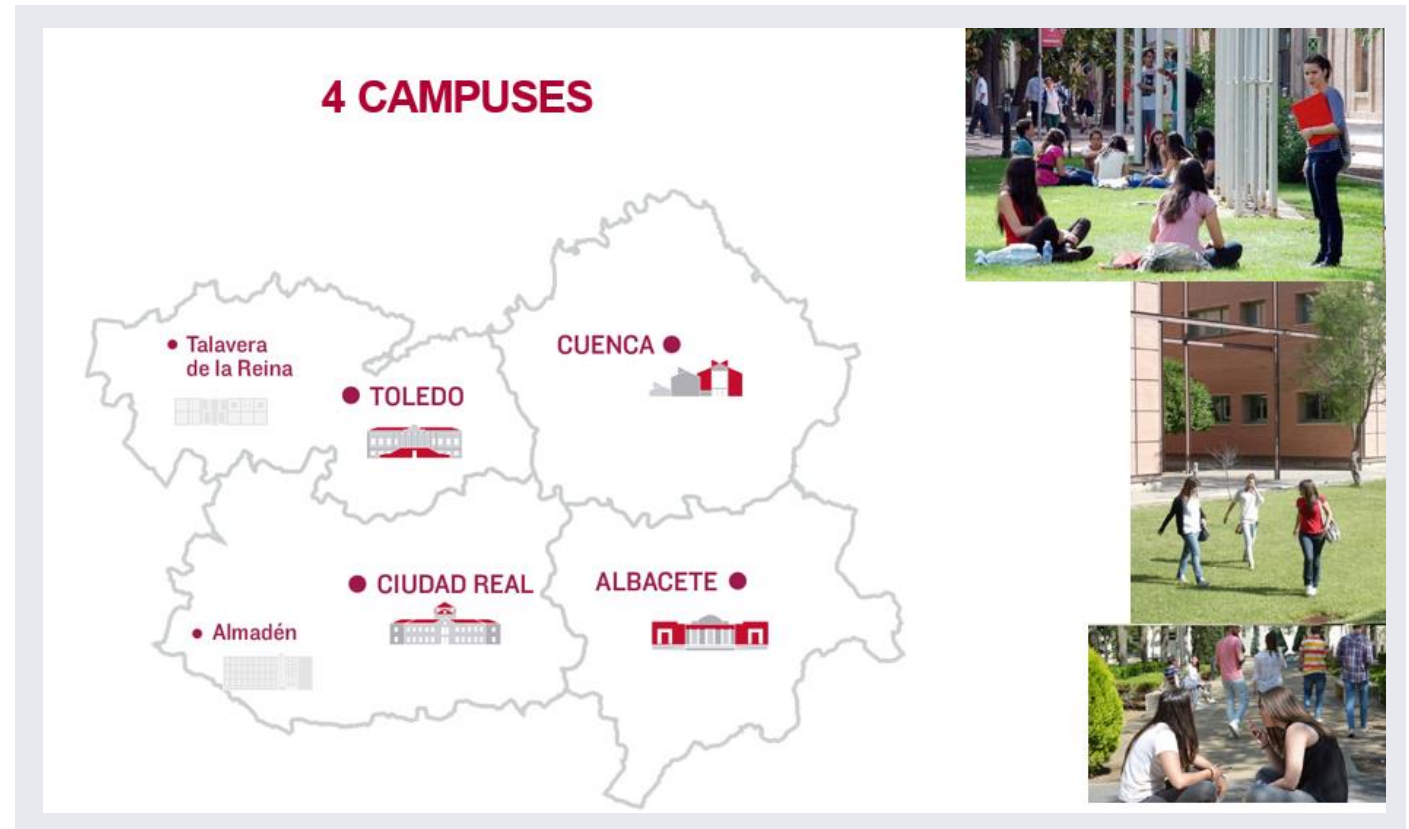 4 CAMPUSES
CUENCA
Talavera
de la Reina
TOLEDO
CIUDAD REAL
ALBACETE
Almadén